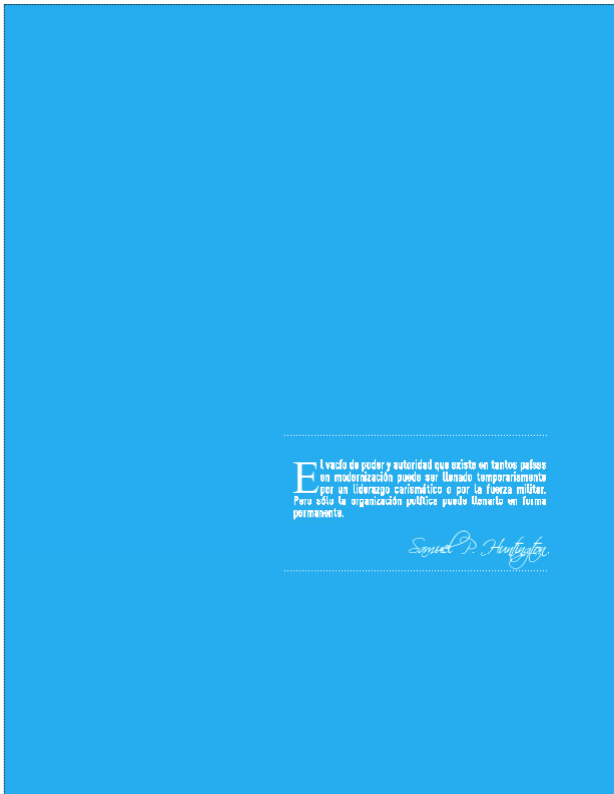 El vacío de poder y autoridad que existe en tantos países
en modernización puede ser llenado temporariamente
por un liderazgo carismático o por la fuerza militar.
Pero sólo la organización política puede llenarlo en forma
permanente.
Samuel P. Huntington.